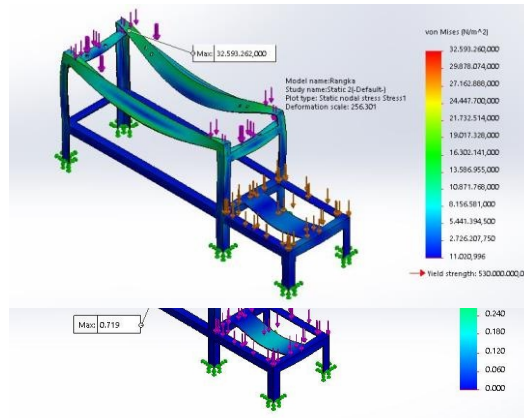 von Mises (N/m^2)
Max: 32.593.262,000
Model name:Rangka
Study name:Static 2(-Default-)
Plot type: Static nodal stress Stress1
Deformation scale: 256.301
32.593.260,000
29.878.074,000
27.162.888,000
24.447.700,000
21.732.514,000
19.017.328,000
16.302.141,000
13.586.955,000
10.871.768,000
8.156.581,000
5.441.394,500
2.726.207,750
11.020,996
Yield strength: 530.000.000,0
Max: 0.719
0.240
0.180
0.120
0.060
0.000